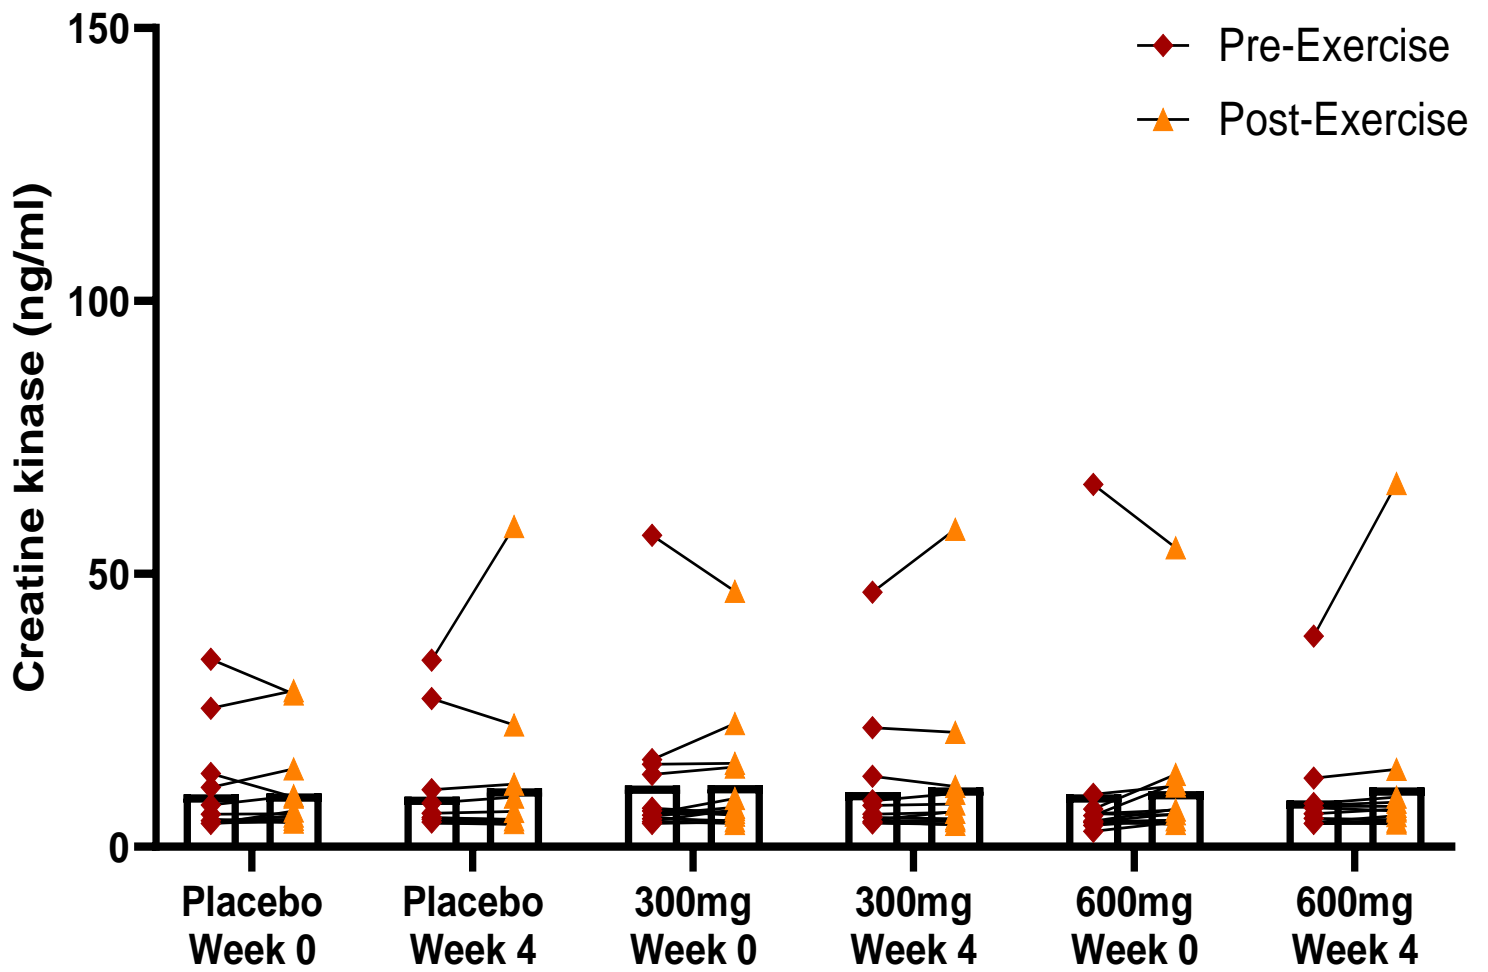 150
Pre-Exercise
Post-Exercise
100
Creatine kinase (ng/ml)
50
0
Placebo Placebo 300mg 300mg 600mg 600mg
Week 0 Week 4 Week 0 Week 4 Week 0 Week 4